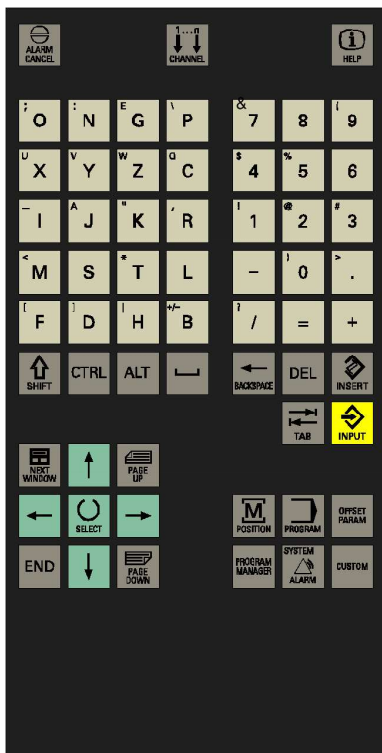 ALARM CANCEL
1...n CHANNEL
i HELP
; O : N E G \ P & 7 8 ( 9
U X V Y W Z Q C $ 4 % 5 6
_ I A J " K , R ! 1 @ 2 # 3
< M S * T L - ) 0 > .
[ F ] D | H +/- B ? / = +
SHIFT CTRL ALT BACKSPACE DEL INSERT
TAB INPUT
NEXT WINDOW PAGE UP
SELECT M POSITION PROGRAM OFFSET PARAM
END PAGE DOWN PROGRAM MANAGER SYSTEM ALARM CUSTOM